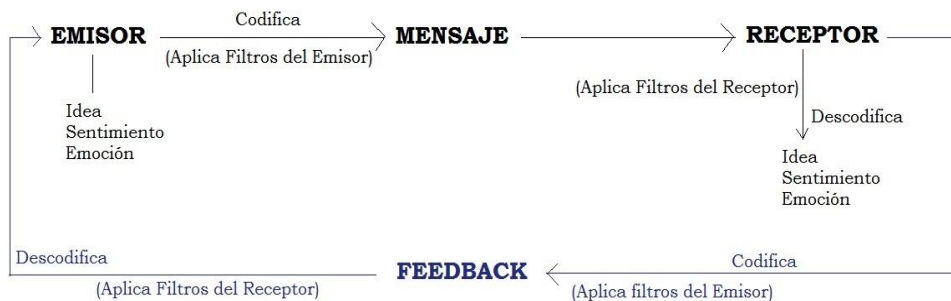 Codifica
EMISOR
MENSAJE
RECEPTOR
(Aplica Filtros del Emisor)
(Aplica Filtros del Receptor)
Idea
Sentimiento
Emoción
Descodifica
Idea
Sentimiento
Emoción
Descodifica
FEEDBACK
Codifica
(Aplica Filtros del Receptor)
(Aplica filtros del Emisor)